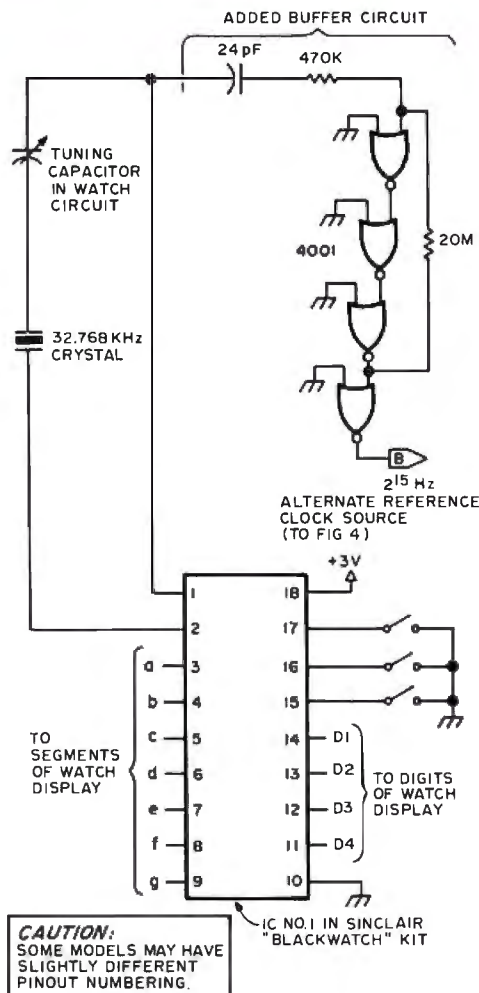 ADDED BUFFER CIRCUIT
24pF
470K
TUNING
CAPACITOR
IN WATCH
CIRCUIT
4001
20M
32.768KHz
CRYSTAL
B
2^15 Hz
ALTERNATE REFERENCE
CLOCK SOURCE
(TO FIG 4)
+3V
1
18
2
17
16
15
a
3
b
4
c
5
14
D1
d
6
13
D2
e
7
12
D3
f
8
11
D4
g
9
10
TO
SEGMENTS
OF WATCH
DISPLAY
TO DIGITS
OF WATCH
DISPLAY
IC NO.1 IN SINCLAIR
"BLACKWATCH" KIT
CAUTION:
SOME MODELS MAY HAVE
SLIGHTLY DIFFERENT
PINOUT NUMBERING.